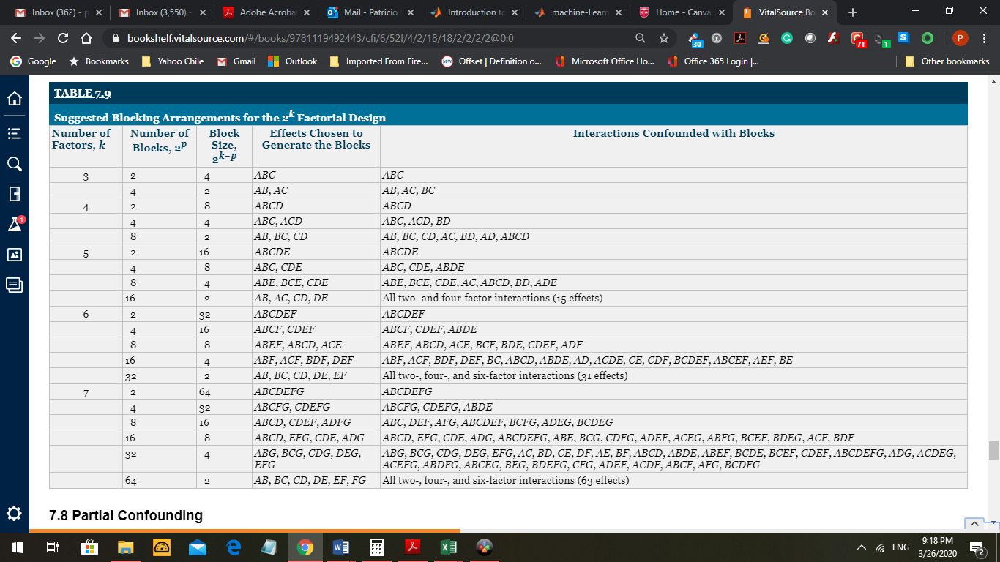 Inbox (362) - p
Inbox (3,550) -
Adobe Acroba
Mail - Patricio
Introduction to
machine-Learn
Home - Canva
VitalSource Bo
bookshelf.vitalsource.com/#/books/9781119492443/cfi/6/52!/4/2/18/18/2/2/2/2@0:0
30
71
1
S
P
Google
Bookmarks
Yahoo Chile
Gmail
Outlook
Imported From Fire...
Offset | Definition o...
Microsoft Office Ho...
Office 365 Login |...
Other bookmarks
TABLE 7.9
Suggested Blocking Arrangements for the 2^k Factorial Design
Number of Factors, k Number of Blocks, 2^p Block Size, 2^k−p Effects Chosen to Generate the Blocks Interactions Confounded with Blocks
3 2 4 ABC ABC
4 2 AB, AC AB, AC, BC
4 2 8 ABCD ABCD
4 4 ABC, ACD ABC, ACD, BD
8 2 AB, BC, CD AB, BC, CD, AC, BD, AD, ABCD
5 2 16 ABCDE ABCDE
4 8 ABC, CDE ABC, CDE, ABDE
8 4 ABE, BCE, CDE ABE, BCE, CDE, AC, ABCD, BD, ADE
16 2 AB, AC, CD, DE All two- and four-factor interactions (15 effects)
6 2 32 ABCDEF ABCDEF
4 16 ABCF, CDEF ABCF, CDEF, ABDE
8 8 ABEF, ABCD, ACE ABEF, ABCD, ACE, BCF, BDE, CDEF, ADF
16 4 ABF, ACF, BDF, DEF ABF, ACF, BDF, DEF, BC, ABCD, ABDE, AD, ACDE, CE, CDF, BCDEF, ABCEF, AEF, BE
32 2 AB, BC, CD, DE, EF All two-, four-, and six-factor interactions (31 effects)
7 2 64 ABCDEFG ABCDEFG
4 32 ABCFG, CDEFG ABCFG, CDEFG, ABDE
8 16 ABCD, CDEF, ADFG ABC, DEF, AFG, ABCDEF, BCFG, ADEG, BCDEG
16 8 ABCD, EFG, CDE, ADG ABCD, EFG, CDE, ADG, ABCDEFG, ABE, BCG, CDFG, ADEF, ACEG, ABFG, BCEF, BDEG, ACF, BDF
32 4 ABG, BCG, CDG, DEG, EFG ABG, BCG, CDG, DEG, EFG, AC, BD, CE, DF, AE, BF, ABCD, ABDE, ABEF, BCDE, BCEF, CDEF, ABCDEFG, ADG, ACDEG,
ACEFG, ABDFG, ABCEG, BEG, BDEFG, CFG, ADEF, ACDF, ABCF, AFG, BCDFG
64 2 AB, BC, CD, DE, EF, FG All two-, four-, and six-factor interactions (63 effects)
7.8 Partial Confounding
1
ENG
9:18 PM
3/26/2020
2